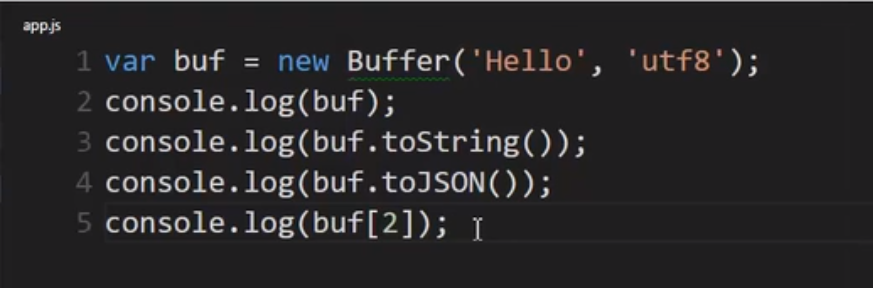 app.js
1 var buf = new Buffer('Hello', 'utf8');
2 console.log(buf);
3 console.log(buf.toString());
4 console.log(buf.toJSON());
5 console.log(buf[2]);